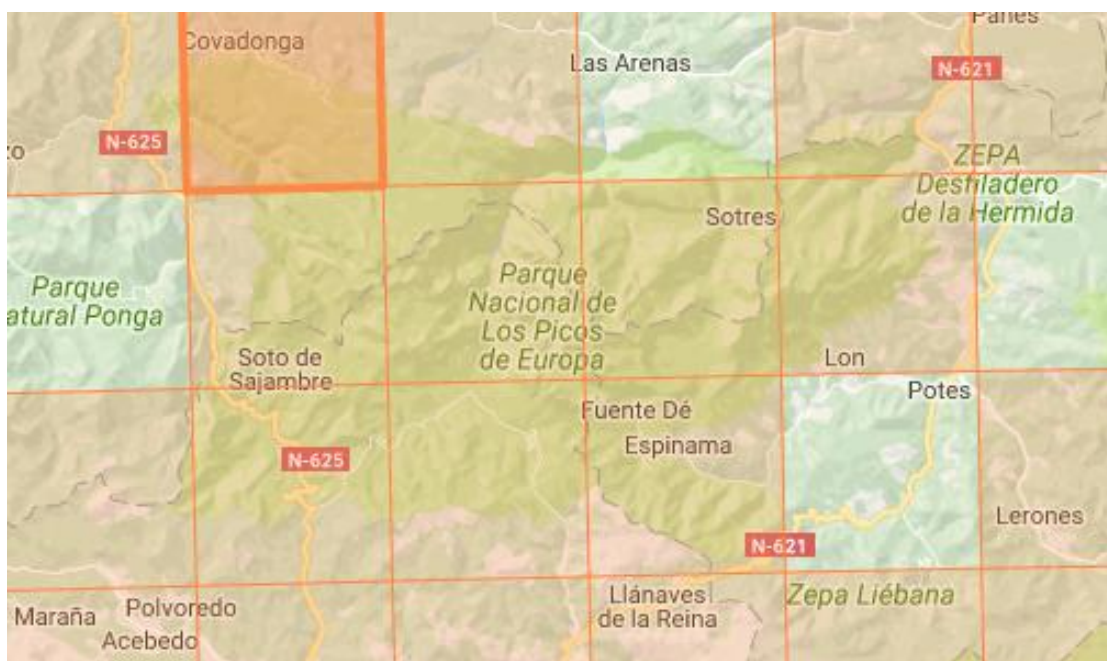 Panes
Covadonga
Las Arenas
N-621
N-625
zo
ZEPA
Desfiladero
de la Hermida
Sotres
Parque
Nacional de
Los Picos
de Europa
Parque
atural Ponga
Soto de
Sajambre
Lon
Potes
Fuente Dé
Espinama
N-625
Lerones
N-621
Llánaves
de la Reina
Zepa Liébana
Maraña
Polvoredo
Acebedo